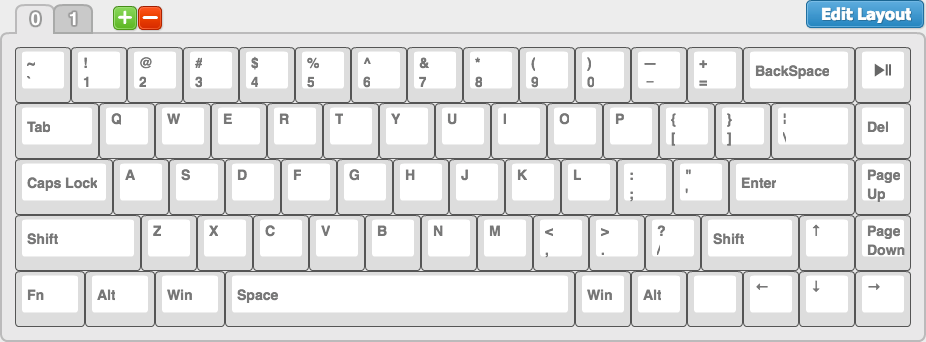 0 1 + − Edit Layout
~ ! @ # $ % ^ & * ( ) — + BackSpace
` 1 2 3 4 5 6 7 8 9 0 − =
Tab Q W E R T Y U I O P { } ¦ Del
[ ] \
Caps Lock A S D F G H J K L : " Enter Page
; ' Up
Shift Z X C V B N M < > ? Shift ↑ Page
, . / Down
Fn Alt Win Space Win Alt ← ↓ →